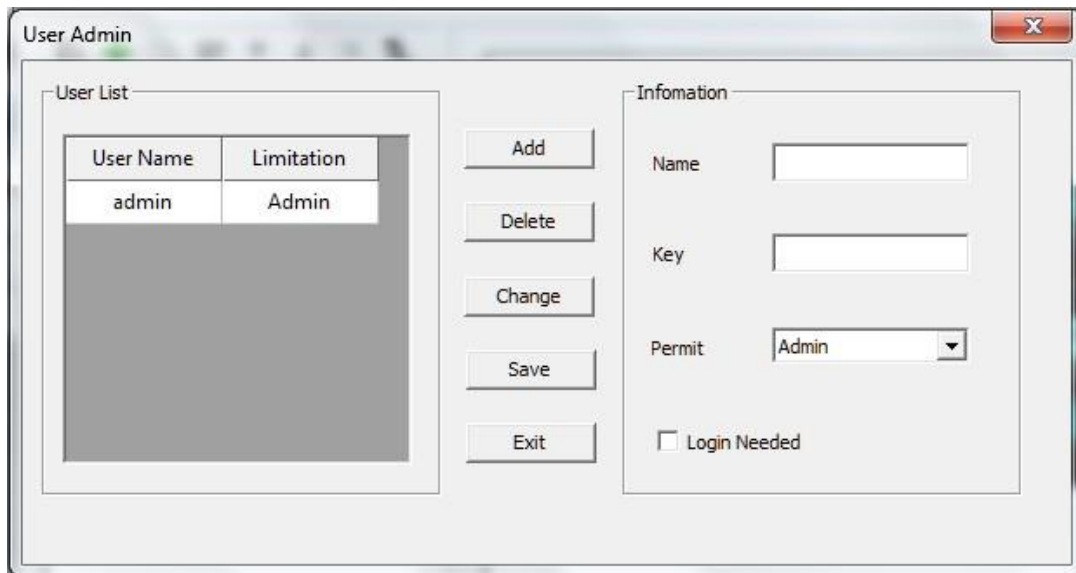 User Admin
User List
User Name Limitation
admin Admin
Add
Delete
Change
Save
Exit
Infomation
Name
Key
Permit Admin
Login Needed